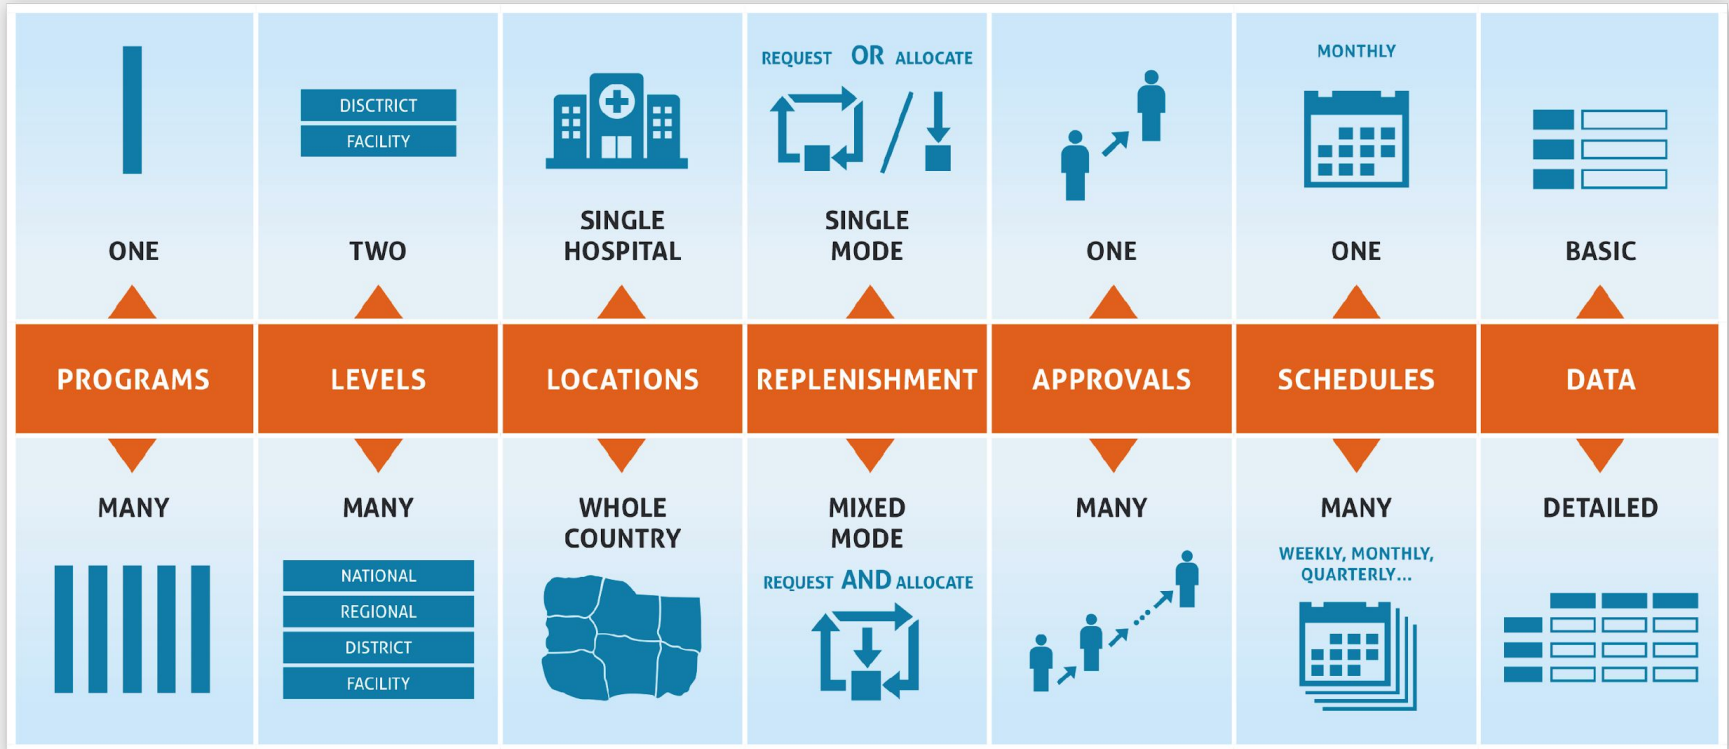 ONE
DISCTRICT
FACILITY
TWO
SINGLE
HOSPITAL
REQUEST OR ALLOCATE
SINGLE
MODE
ONE
MONTHLY
ONE
BASIC
PROGRAMS
LEVELS
LOCATIONS
REPLENISHMENT
APPROVALS
SCHEDULES
DATA
MANY
MANY
NATIONAL
REGIONAL
DISTRICT
FACILITY
WHOLE
COUNTRY
MIXED
MODE
REQUEST AND ALLOCATE
MANY
MANY
WEEKLY, MONTHLY,
QUARTERLY...
DETAILED